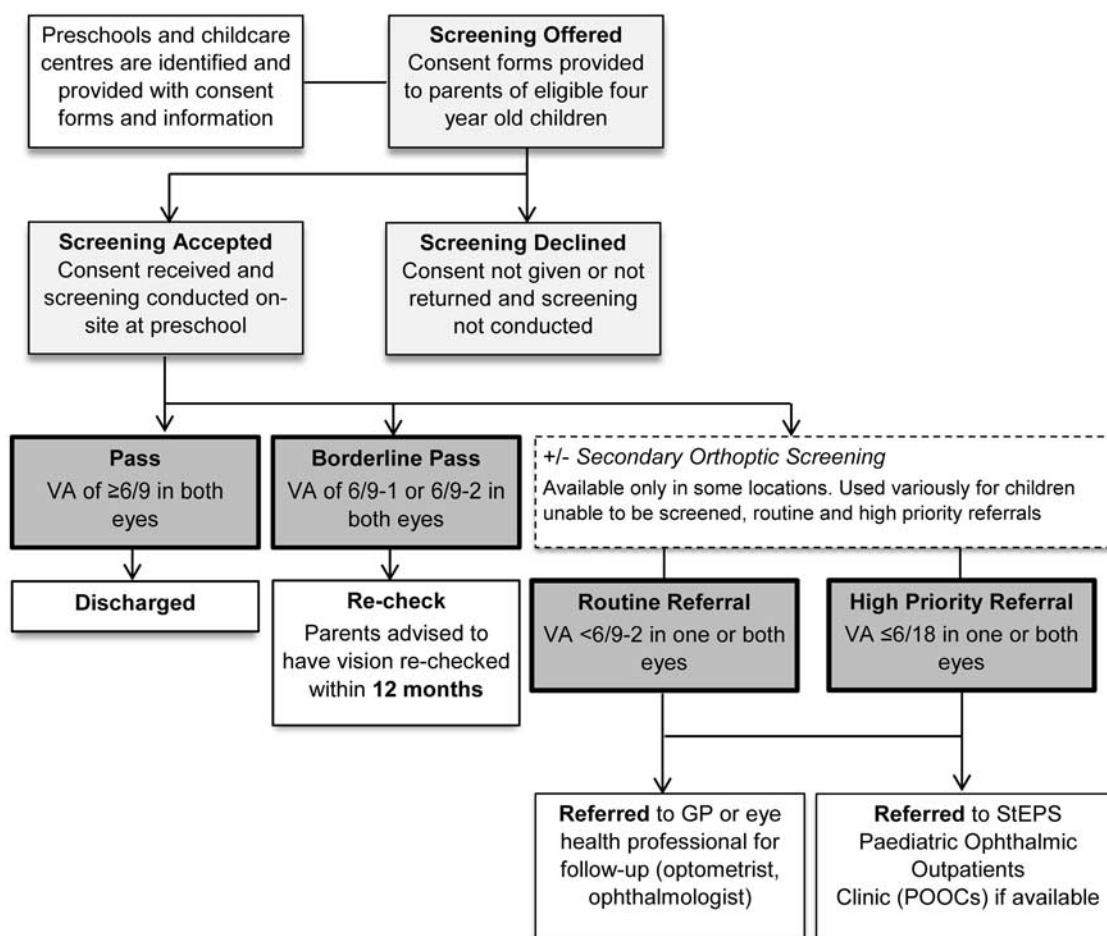 Preschools and childcare
centres are identified and
provided with consent
forms and information
Screening Offered
Consent forms provided
to parents of eligible four
year old children
Screening Accepted
Consent received and
screening conducted on-
site at preschool
Screening Declined
Consent not given or not
returned and screening
not conducted
Pass
VA of ≥6/9 in both
eyes
Borderline Pass
VA of 6/9-1 or 6/9-2 in
both eyes
+/- Secondary Orthoptic Screening
Available only in some locations. Used variously for children
unable to be screened, routine and high priority referrals
Discharged
Re-check
Parents advised to
have vision re-checked
within 12 months
Routine Referral
VA <6/9-2 in one or both
eyes
High Priority Referral
VA ≤6/18 in one or both
eyes
Referred to GP or eye
health professional for
follow-up (optometrist,
ophthalmologist)
Referred to StEPS
Paediatric Ophthalmic
Outpatients
Clinic (POOCs) if available